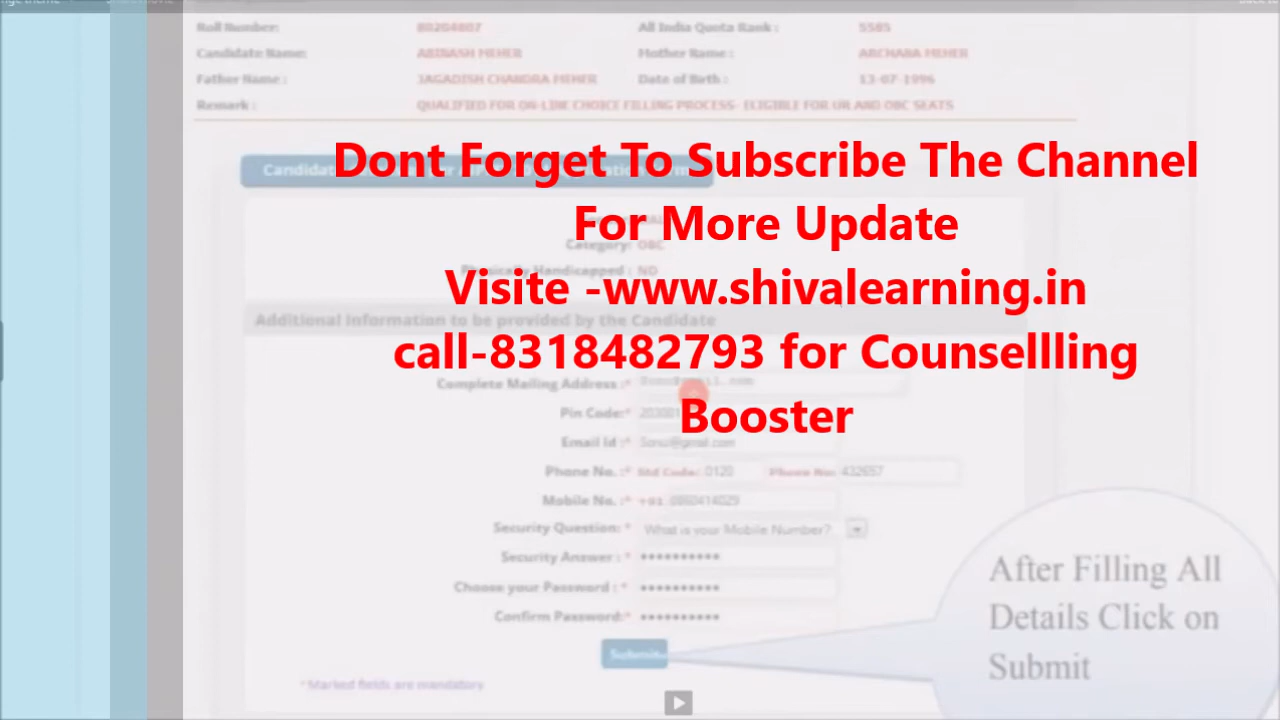 Roll Number: 80204807 All India Quota Rank : 5585
Candidate Name: ABINASH MEHER Mother Name : ARCHANA MEHER
Father Name : JAGADISH CHANDRA MEHER Date of Birth : 13-07-1996
Remark : QUALIFIED FOR ON-LINE CHOICE FILLING PROCESS- ELIGIBLE FOR UR AND OBC SEATS
Dont Forget To Subscribe The Channel
For More Update
Category: OBC
Physically Handicapped : NO
Visite -www.shivalearning.in
Additional Information to be provided by the Candidate
call-8318482793 for Counsellling
Complete Mailing Address :*
Booster
Pin Code:*
Email Id :* Sonu@gmail.com
Phone No. :* Std Code: 0120 Phone No: 432657
Mobile No. :* +91
Security Question: * What is your Mobile Number?
Security Answer : * ••••••••••
Choose your Password : * ••••••••••
Confirm Password:* ••••••••••
Submit
* Marked fields are mandatory
After Filling All
Details Click on
Submit